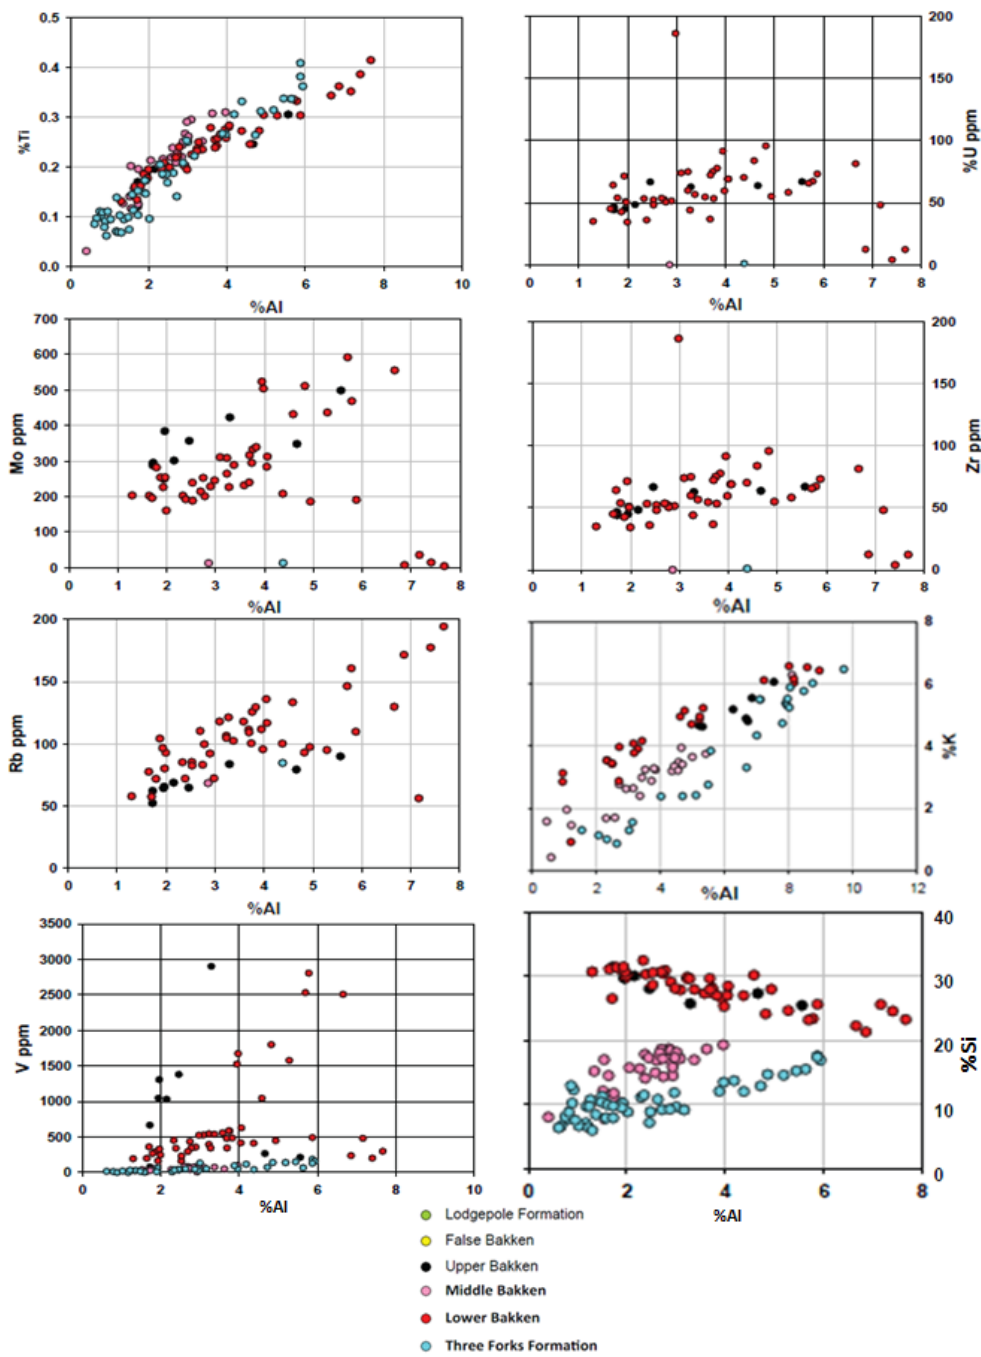 0.5
0.4
0.3
0.2
0.1
0.0
%Ti
0 2 4 6 8 10
%Al
200
150
100
50
0
%U ppm
0 1 2 3 4 5 6 7 8
%Al
700
600
500
400
300
200
100
0
Mo ppm
0 1 2 3 4 5 6 7 8
%Al
200
150
100
50
0
Zr ppm
0 1 2 3 4 5 6 7 8
%Al
200
150
100
50
0
Rb ppm
0 1 2 3 4 5 6 7 8
%Al
8
6
4
2
0
%K
0 2 4 6 8 10 12
%Al
3500
3000
2500
2000
1500
1000
500
0
V ppm
0 2 4 6 8 10
%Al
40
30
20
10
0
%Si
2 4 6 8
%Al
Lodgepole Formation
False Bakken
Upper Bakken
Middle Bakken
Lower Bakken
Three Forks Formation